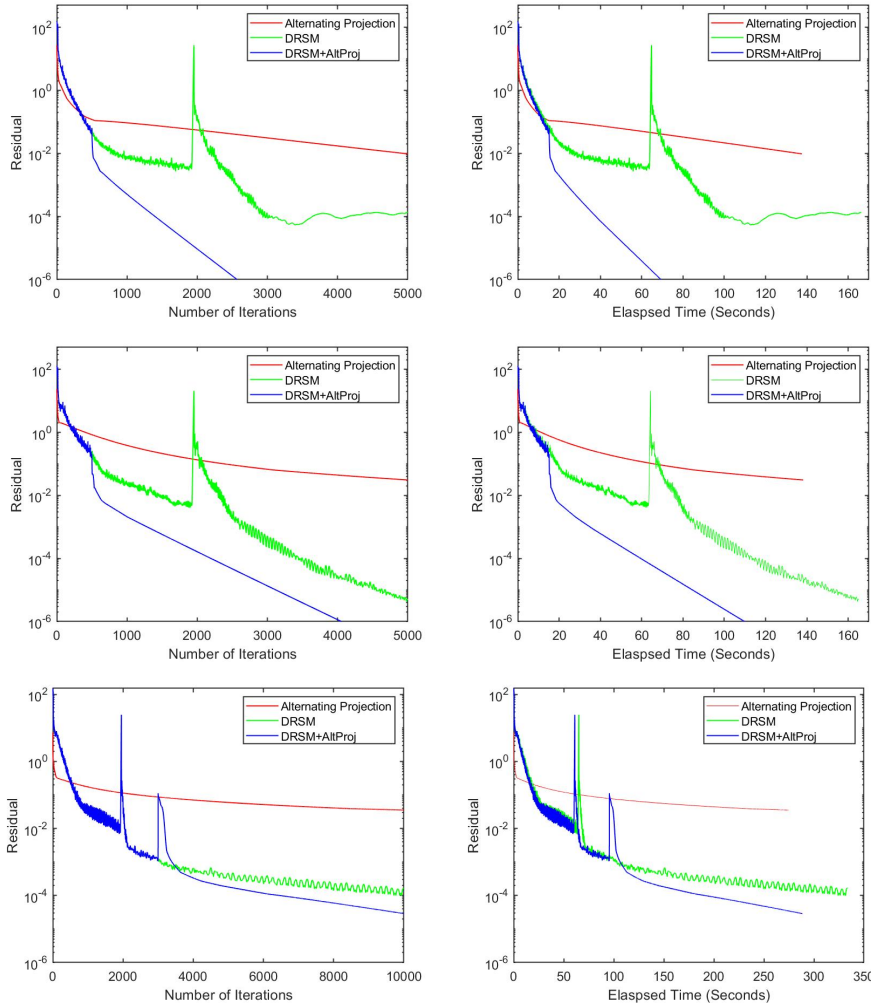 Alternating Projection
DRSM
DRSM+AltProj
10^2
10^0
10^-2
10^-4
10^-6
Residual
0 1000 2000 3000 4000 5000
Number of Iterations
Alternating Projection
DRSM
DRSM+AltProj
10^2
10^0
10^-2
10^-4
10^-6
Residual
0 20 40 60 80 100 120 140 160
Elaspsed Time (Seconds)
Alternating Projection
DRSM
DRSM+AltProj
10^2
10^0
10^-2
10^-4
10^-6
Residual
0 1000 2000 3000 4000 5000
Number of Iterations
Alternating Projection
DRSM
DRSM+AltProj
10^2
10^0
10^-2
10^-4
10^-6
Residual
0 20 40 60 80 100 120 140 160
Elaspsed Time (Seconds)
Alternating Projection
DRSM
DRSM+AltProj
10^2
10^0
10^-2
10^-4
10^-6
Residual
0 2000 4000 6000 8000 10000
Number of Iterations
Alternating Projection
DRSM
DRSM+AltProj
10^2
10^0
10^-2
10^-4
10^-6
Residual
0 50 100 150 200 250 300 350
Elaspsed Time (Seconds)